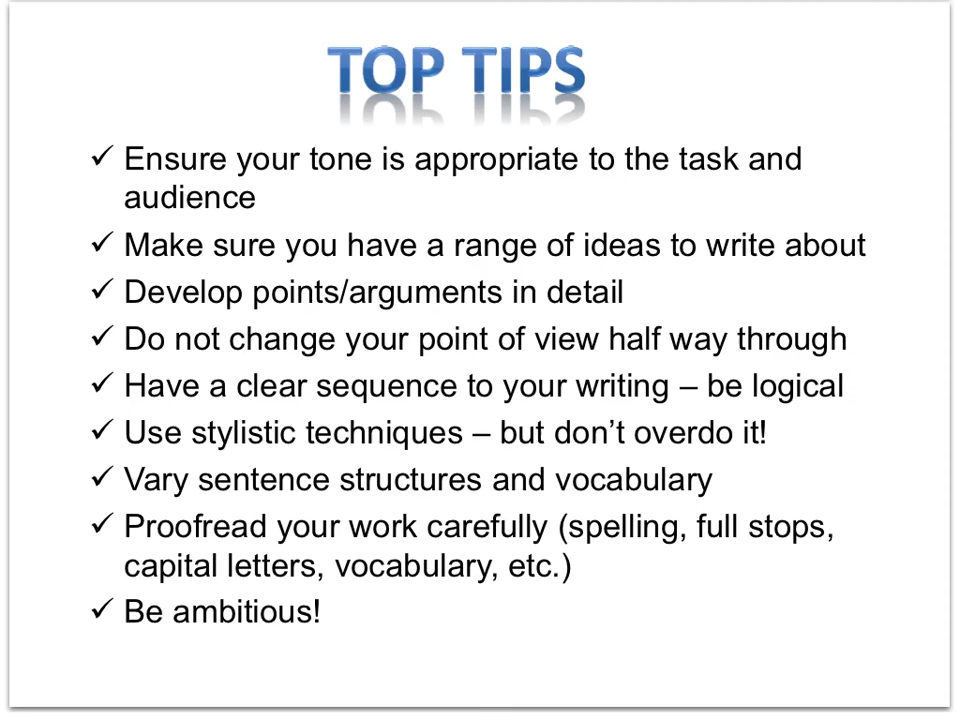 TOP TIPS
✓ Ensure your tone is appropriate to the task and
audience
✓ Make sure you have a range of ideas to write about
✓ Develop points/arguments in detail
✓ Do not change your point of view half way through
✓ Have a clear sequence to your writing – be logical
✓ Use stylistic techniques – but don’t overdo it!
✓ Vary sentence structures and vocabulary
✓ Proofread your work carefully (spelling, full stops,
capital letters, vocabulary, etc.)
✓ Be ambitious!